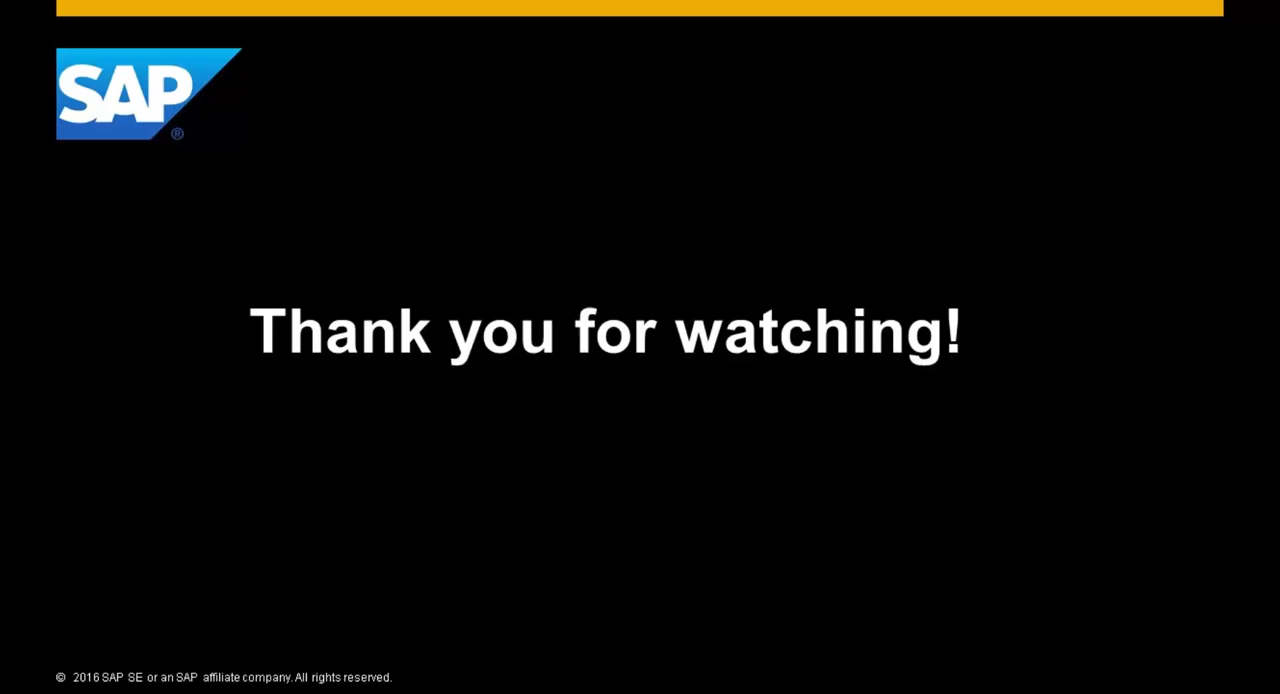 SAP®
Thank you for watching!
© 2016 SAP SE or an SAP affiliate company. All rights reserved.